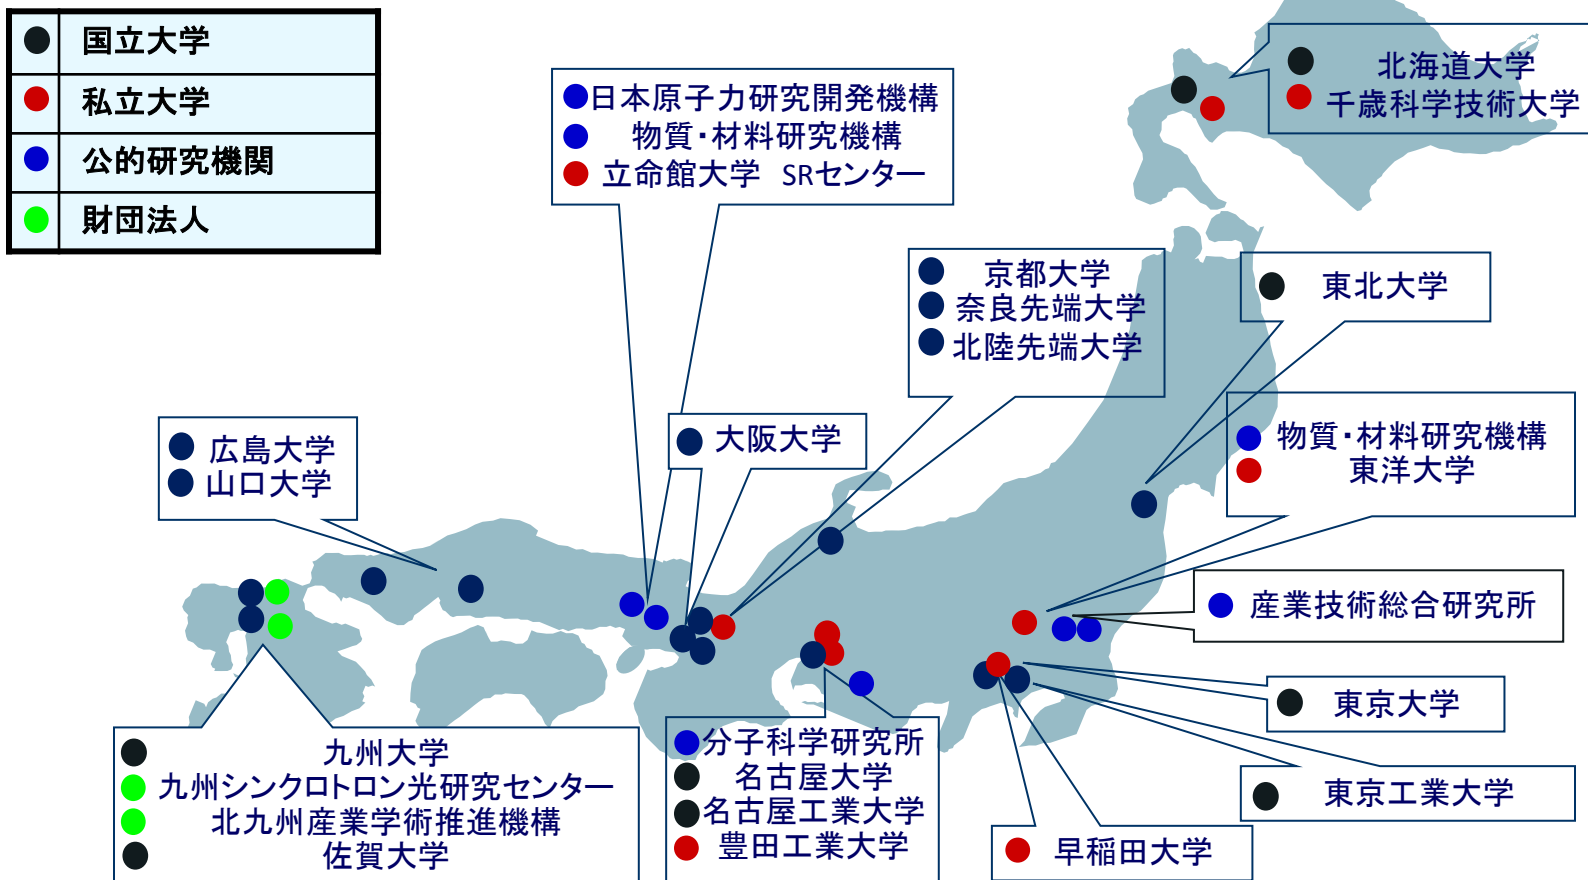 国立大学
私立大学
公的研究機関
財団法人
北海道大学
千歳科学技術大学
日本原子力研究開発機構
物質・材料研究機構
立命館大学 SRセンター
京都大学
奈良先端大学
北陸先端大学
東北大学
広島大学
山口大学
大阪大学
物質・材料研究機構
東洋大学
産業技術総合研究所
東京大学
東京工業大学
早稲田大学
分子科学研究所
名古屋大学
名古屋工業大学
豊田工業大学
九州大学
九州シンクロトロン光研究センター
北九州産業学術推進機構
佐賀大学